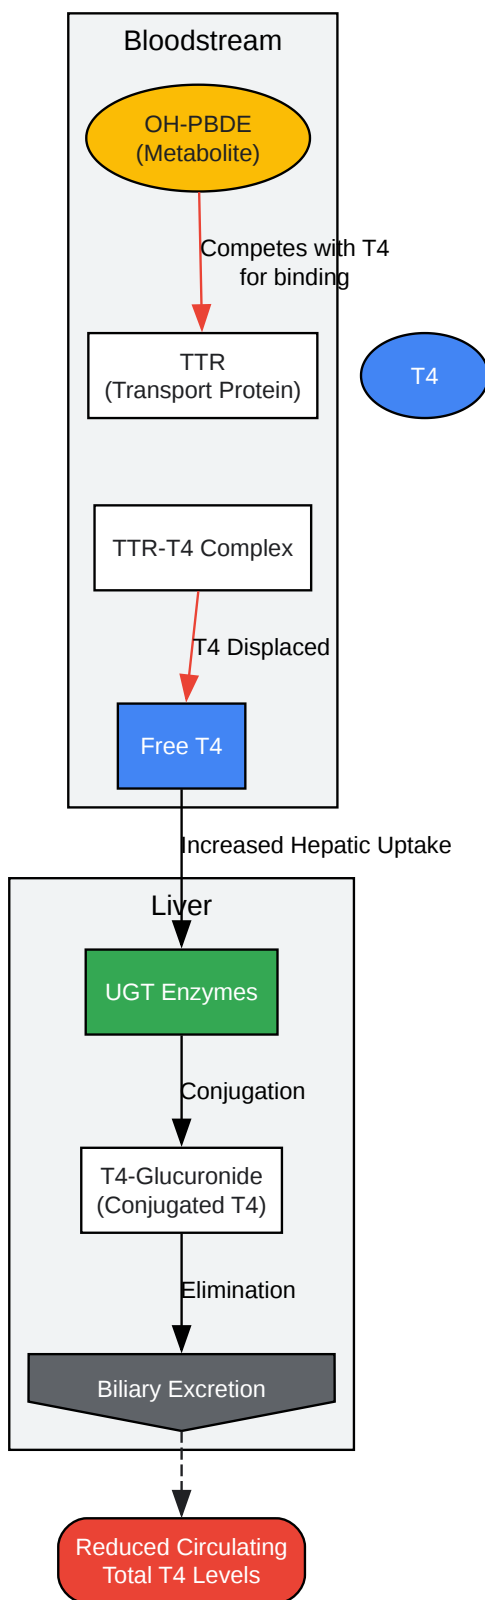 Bloodstream
OH-PBDE
(Metabolite)
Competes with T4
for binding
TTR
(Transport Protein)
T4
TTR-T4 Complex
T4 Displaced
Free T4
Increased Hepatic Uptake
Liver
UGT Enzymes
Conjugation
T4-Glucuronide
(Conjugated T4)
Elimination
Biliary Excretion
Reduced Circulating
Total T4 Levels